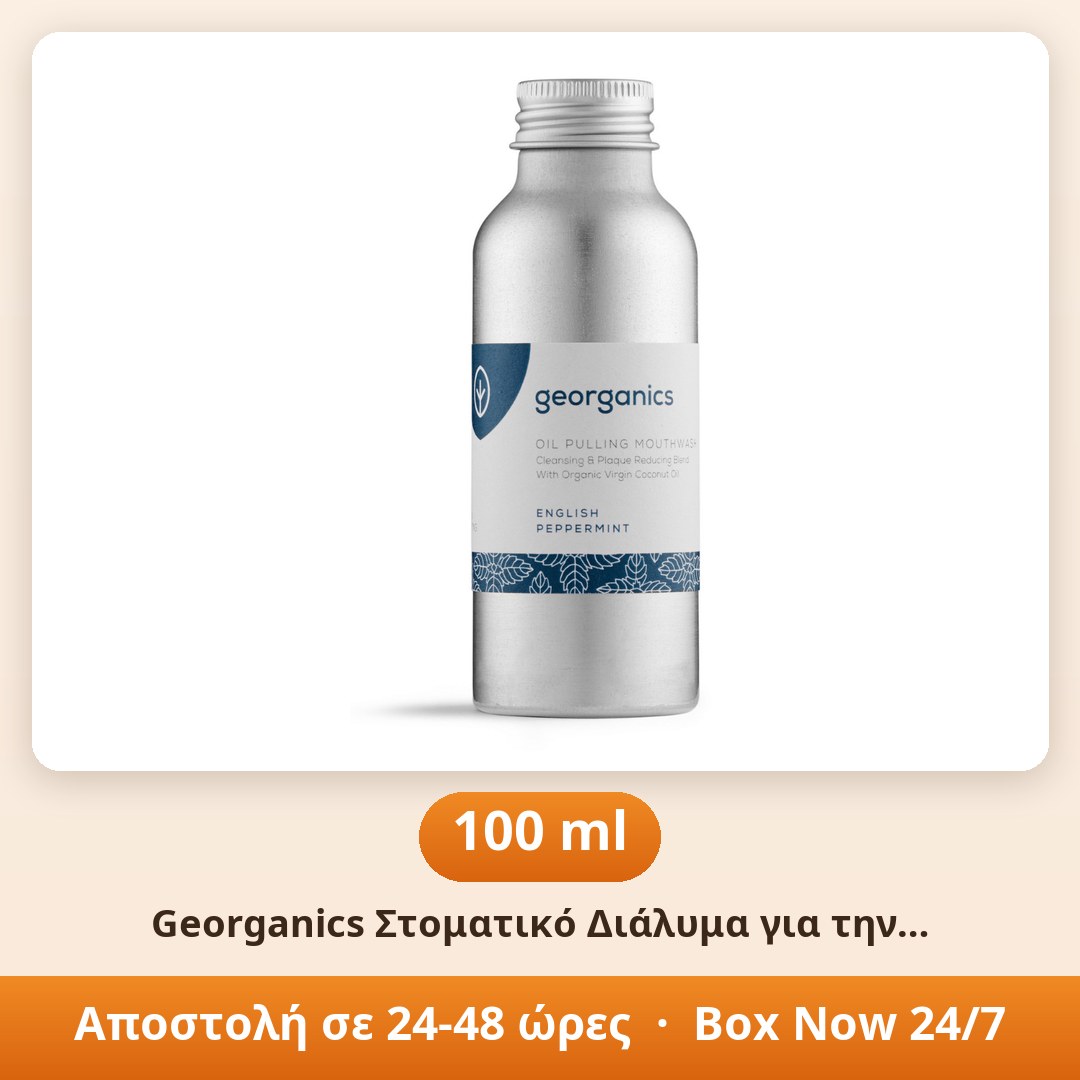 georganics
OIL PULLING MOUTHWASH
Cleansing & Plaque Reducing Blend
With Organic Virgin Coconut Oil
ENGLISH
PEPPERMINT
100 ml
Georganics Στοματικό Διάλυμα για την...
Αποστολή σε 24-48 ώρες · Box Now 24/7